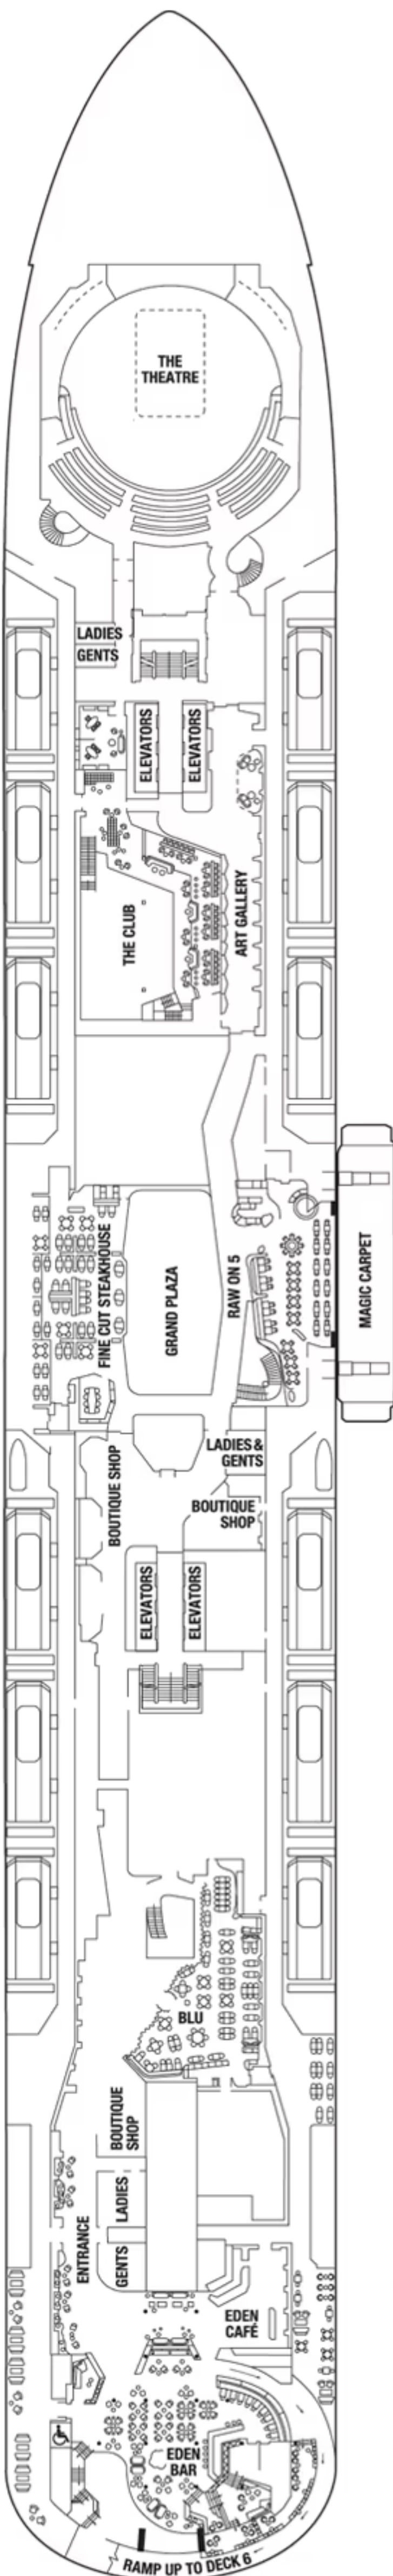 THE
THEATRE
LADIES
GENTS
ELEVATORS
ELEVATORS
THE CLUB
ART GALLERY
FINE CUT STEAKHOUSE
GRAND PLAZA
RAW ON 5
MAGIC CARPET
BOUTIQUE SHOP
LADIES &
GENTS
BOUTIQUE
SHOP
ELEVATORS
ELEVATORS
BLU
BOUTIQUE
SHOP
LADIES
ENTRANCE
GENTS
EDEN
CAFÉ
EDEN
BAR
RAMP UP TO DECK 6